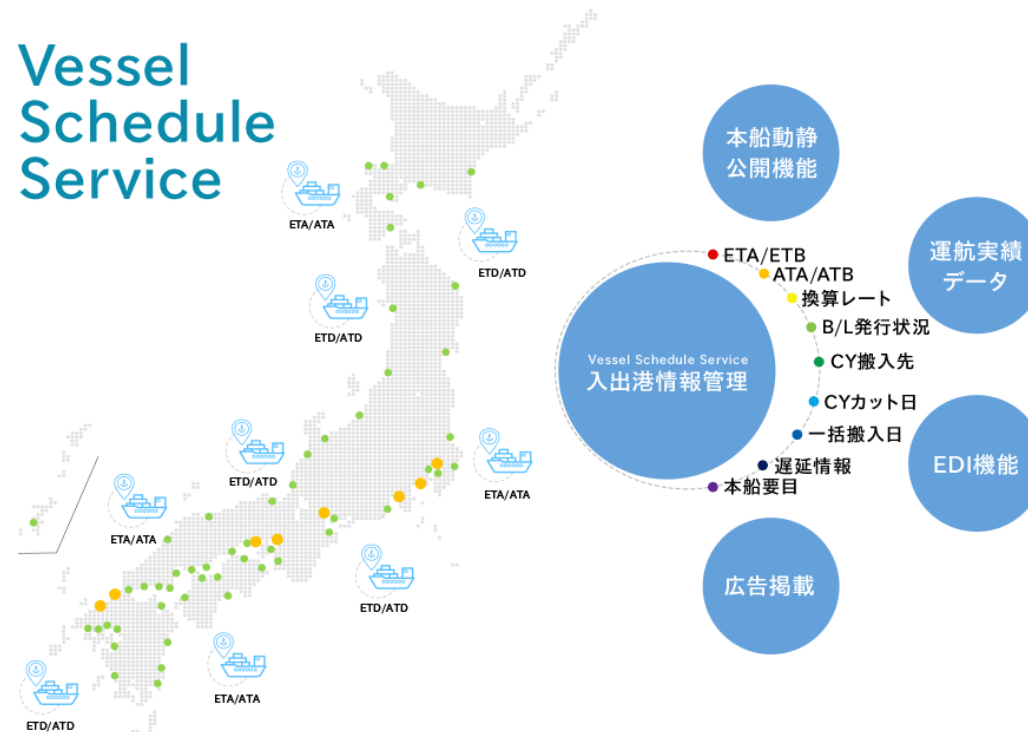 Vessel
Schedule
Service
ETA/ATA
ETD/ATD
ETD/ATD
ETD/ATD
ETA/ATA
ETA/ATA
ETD/ATD
ETA/ATA
ETD/ATD
本船動静
公開機能
運航実績
データ
ETA/ETB
ATA/ATB
換算レート
B/L発行状況
CY搬入先
CYカット日
一括搬入日
遅延情報
本船要目
Vessel Schedule Service
入出港情報管理
EDI機能
広告掲載